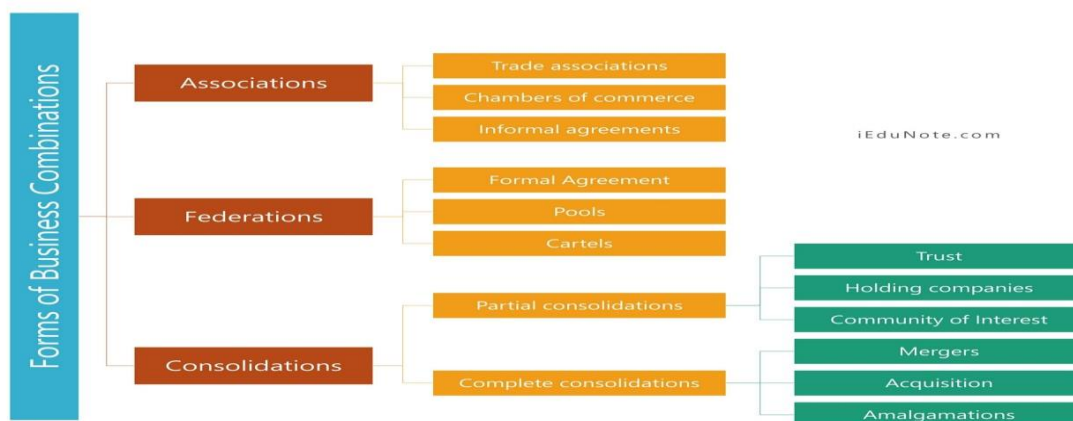 Forms of Business Combinations
Associations
Trade associations
Chambers of commerce
Informal agreements
iEduNote.com
Federations
Formal Agreement
Pools
Cartels
Consolidations
Partial consolidations
Trust
Holding companies
Community of Interest
Complete consolidations
Mergers
Acquisition
Amalgamations